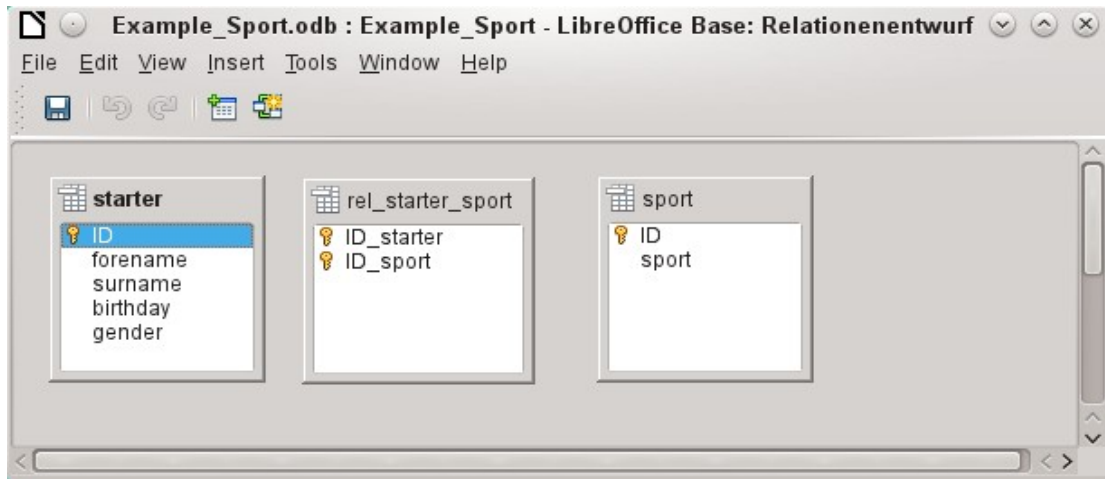 Example_Sport.odb : Example_Sport - LibreOffice Base: Relationenentwurf
File Edit View Insert Tools Window Help
starter
ID
forename
surname
birthday
gender
rel_starter_sport
ID_starter
ID_sport
sport
ID
sport